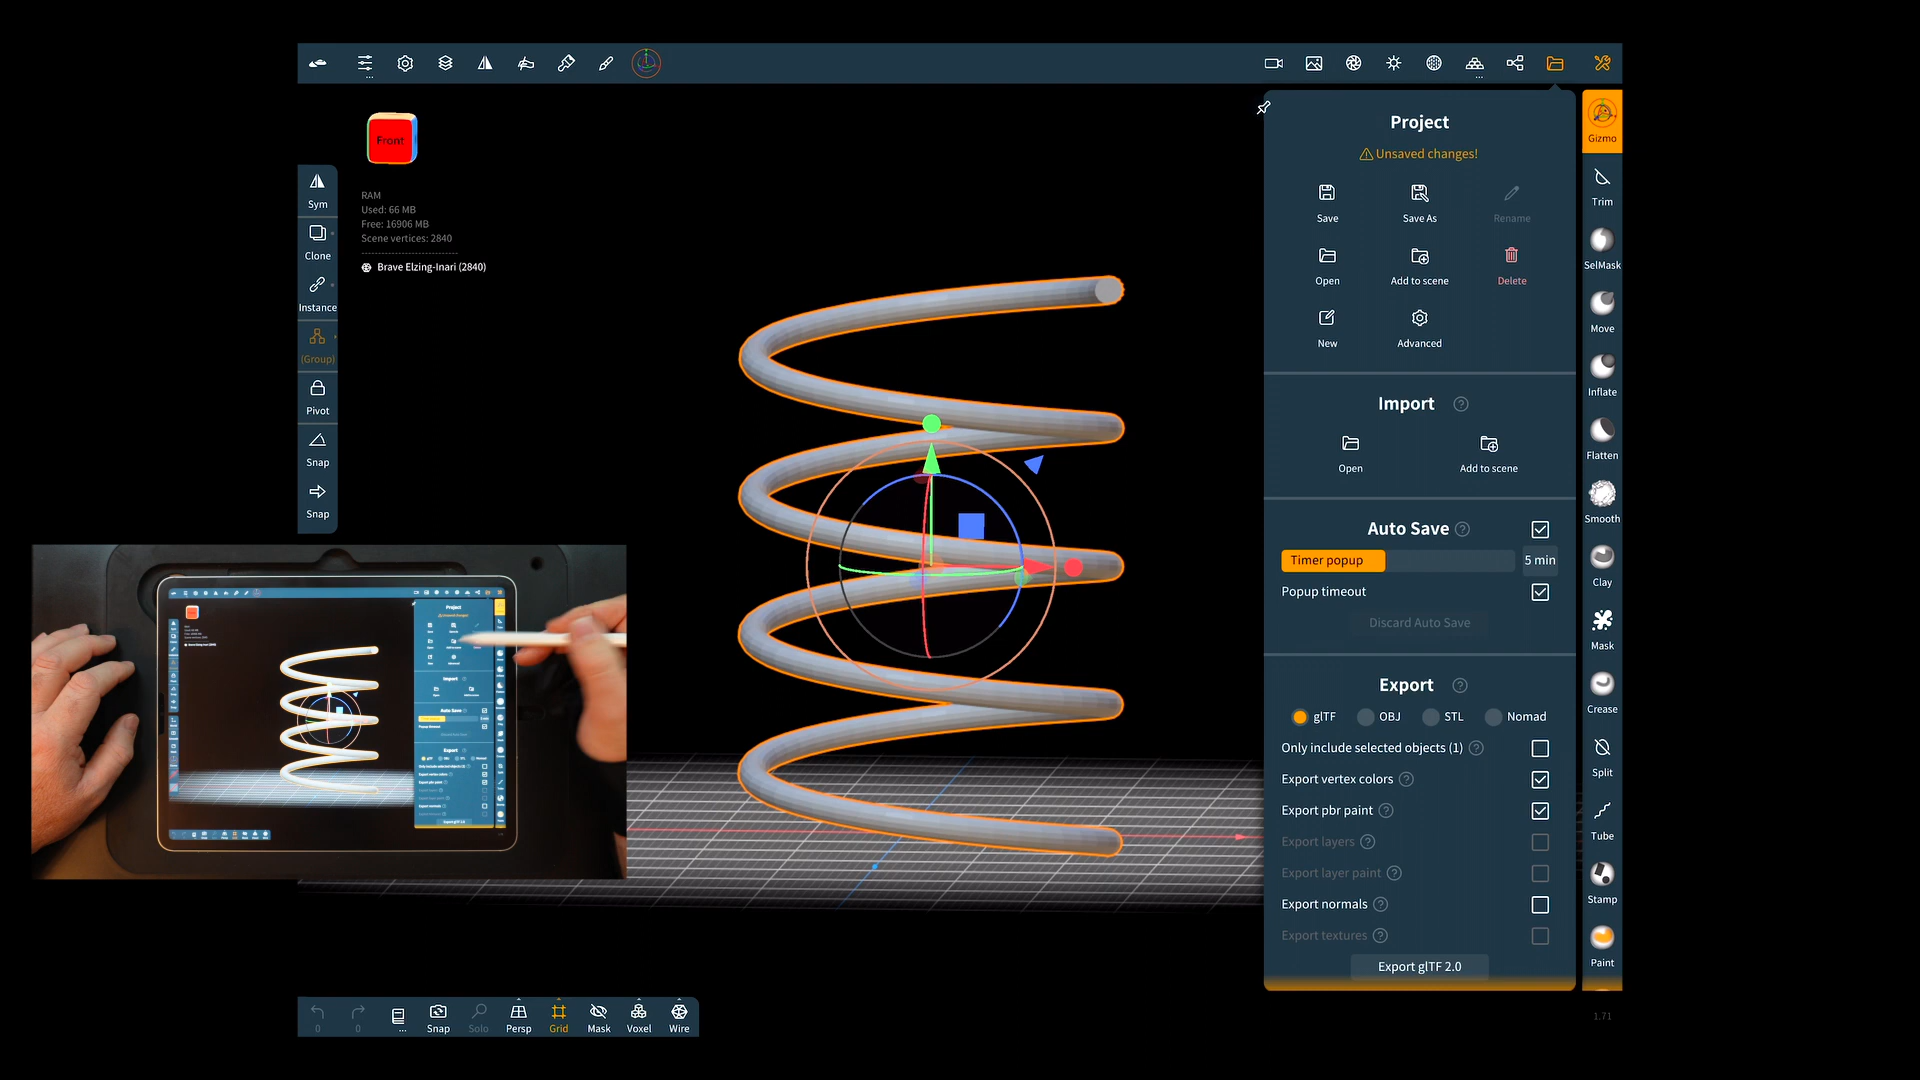 Front
RAM
Used: 66 MB
Free: 16906 MB
Scene vertices: 2840
Brave Elzing-Inari (2840)
Sym
Clone
Instance
(Group)
Pivot
Snap
Snap
Project
Unsaved changes!
Save
Save As
Rename
Open
Add to scene
Delete
New
Advanced
Import
Open
Add to scene
Auto Save
Timer popup
5 min
Popup timeout
Discard Auto Save
Export
glTF
OBJ
STL
Nomad
Only include selected objects (1)
Export vertex colors
Export pbr paint
Export layers
Export layer paint
Export normals
Export textures
Export glTF 2.0
Gizmo
Trim
SelMask
Move
Inflate
Flatten
Smooth
Clay
Mask
Crease
Split
Tube
Stamp
Paint
1.71
0
0
Snap
Solo
Persp
Grid
Mask
Voxel
Wire
Project
Import
Export